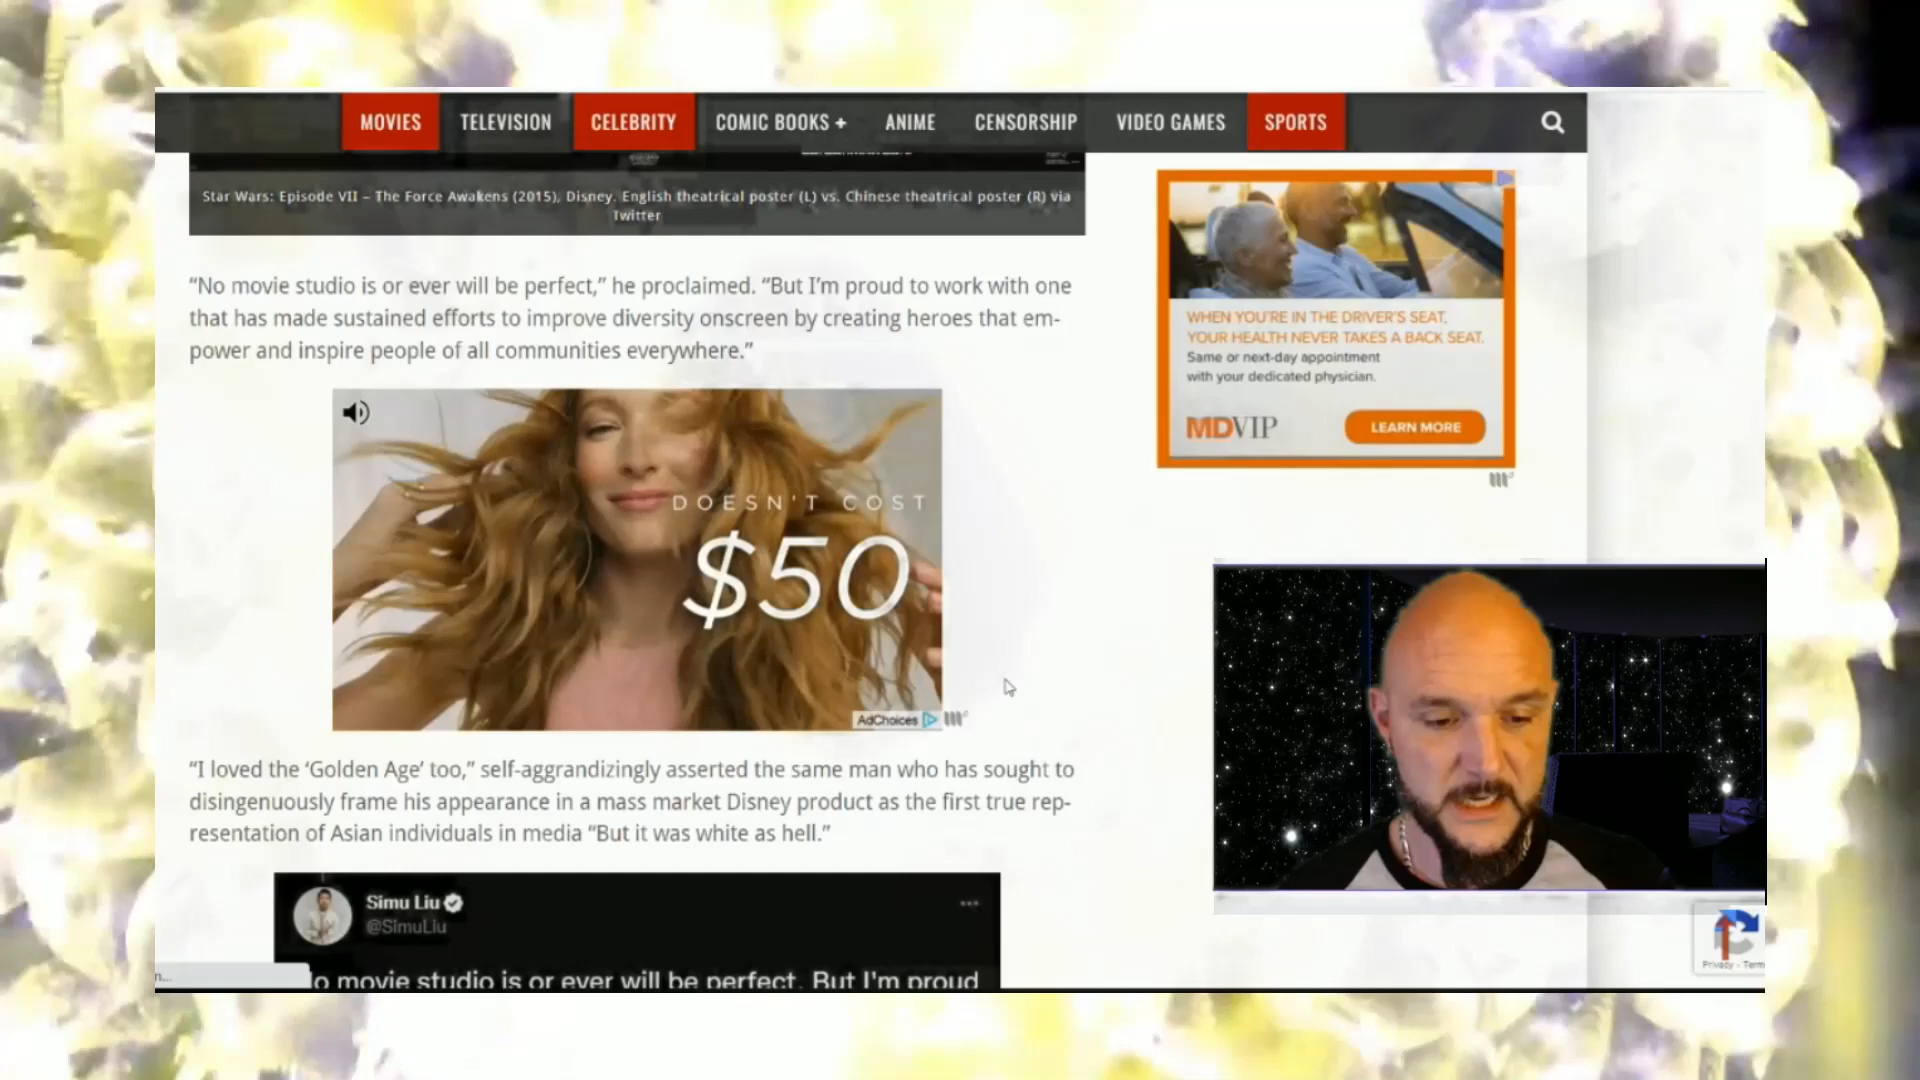 MOVIES TELEVISION CELEBRITY COMIC BOOKS + ANIME CENSORSHIP VIDEO GAMES SPORTS
Star Wars: Episode VII – The Force Awakens (2015), Disney. English theatrical poster (L) vs. Chinese theatrical poster (R) via
Twitter
“No movie studio is or ever will be perfect,” he proclaimed. “But I’m proud to work with one
that has made sustained efforts to improve diversity onscreen by creating heroes that em-
power and inspire people of all communities everywhere.”
DOESN'T COST
$50
AdChoices
“I loved the ‘Golden Age’ too,” self-aggrandizingly asserted the same man who has sought to
disingenuously frame his appearance in a mass market Disney product as the first true rep-
resentation of Asian individuals in media “But it was white as hell.”
Simu Liu
@SimuLiu
...
No movie studio is or ever will be perfect. But I'm proud
n...
WHEN YOU'RE IN THE DRIVER'S SEAT,
YOUR HEALTH NEVER TAKES A BACK SEAT.
Same or next-day appointment
with your dedicated physician.
MDVIP
LEARN MORE
Privacy - Term